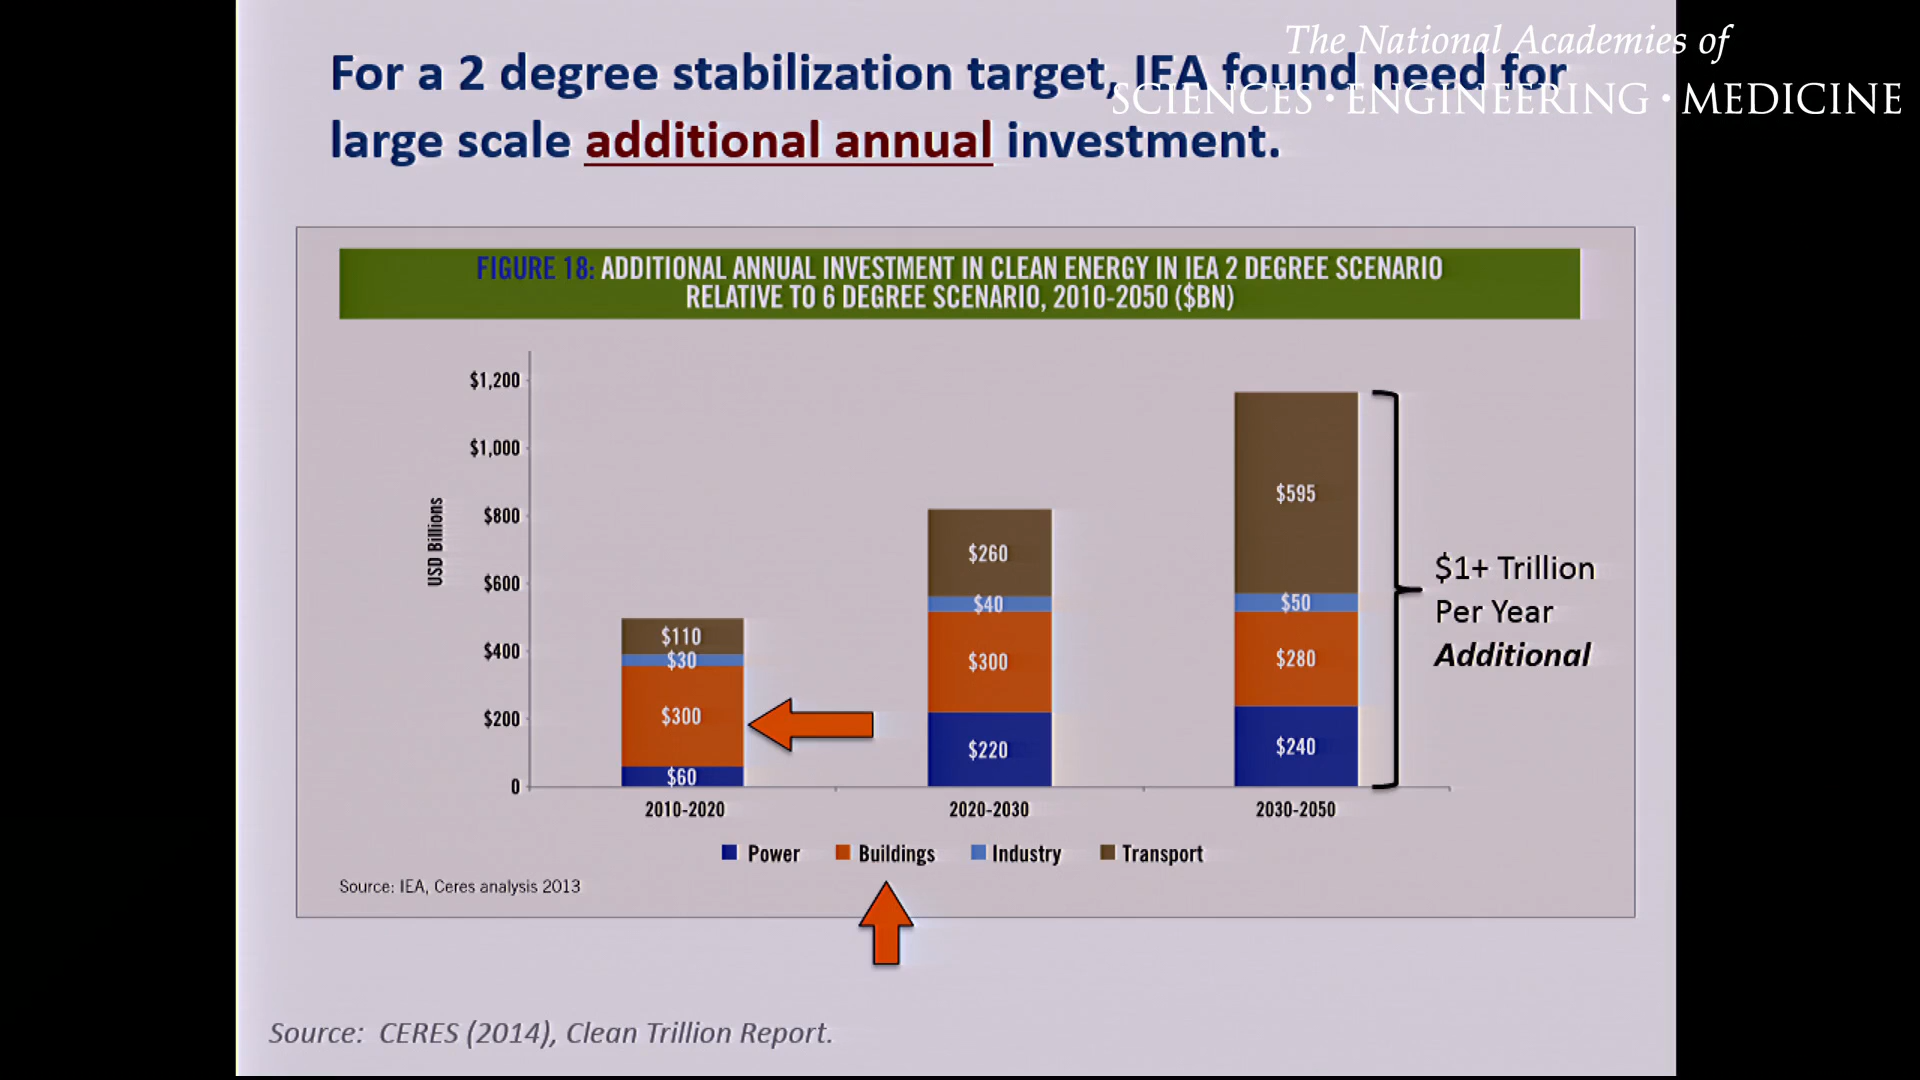 The National Academies of
SCIENCES · ENGINEERING · MEDICINE
For a 2 degree stabilization target, IEA found need for
large scale additional annual investment.
FIGURE 18: ADDITIONAL ANNUAL INVESTMENT IN CLEAN ENERGY IN IEA 2 DEGREE SCENARIO
RELATIVE TO 6 DEGREE SCENARIO, 2010-2050 ($BN)
USD Billions
$1,200
$1,000
$800
$600
$400
$200
0
$110
$30
$300
$60
$260
$40
$300
$220
$595
$50
$280
$240
$1+ Trillion
Per Year
Additional
2010-2020
2020-2030
2030-2050
Power
Buildings
Industry
Transport
Source: IEA, Ceres analysis 2013
Source: CERES (2014), Clean Trillion Report.